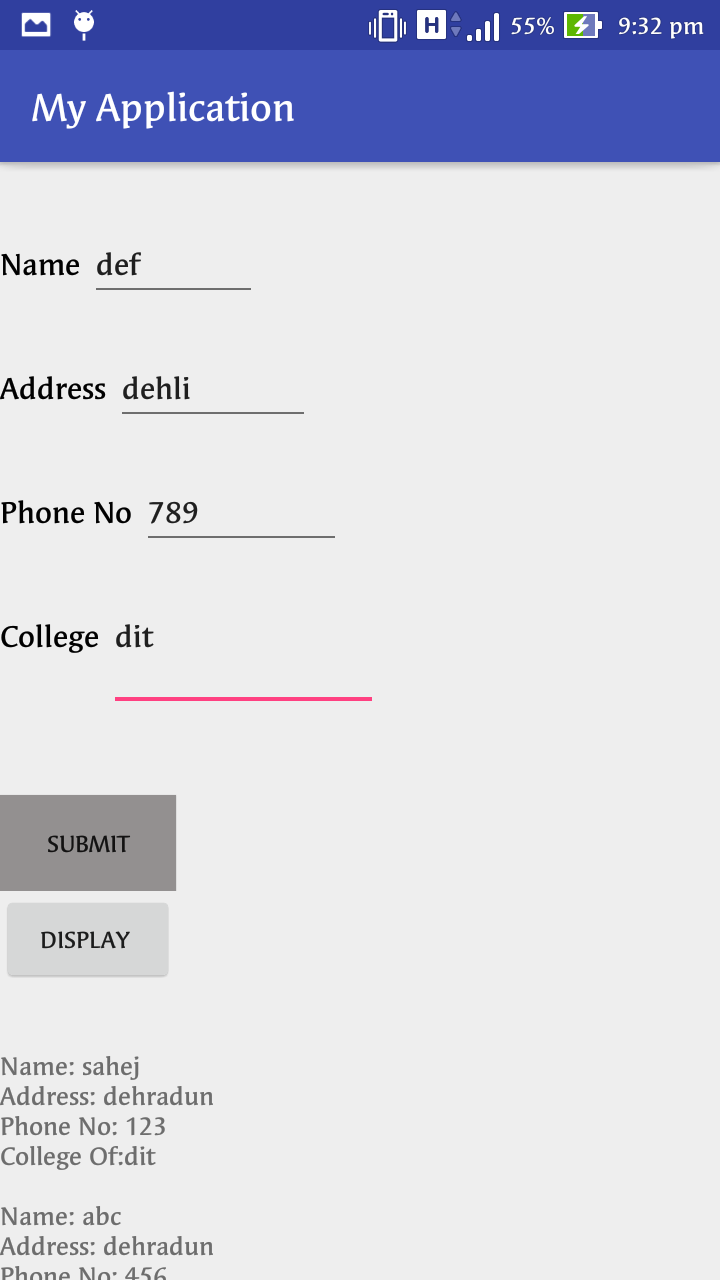 H 55% 9:32 pm
My Application
Name def
Address dehli
Phone No 789
College dit
SUBMIT
DISPLAY
Name: sahej
Address: dehradun
Phone No: 123
College Of:dit
Name: abc
Address: dehradun
Phone No: 456